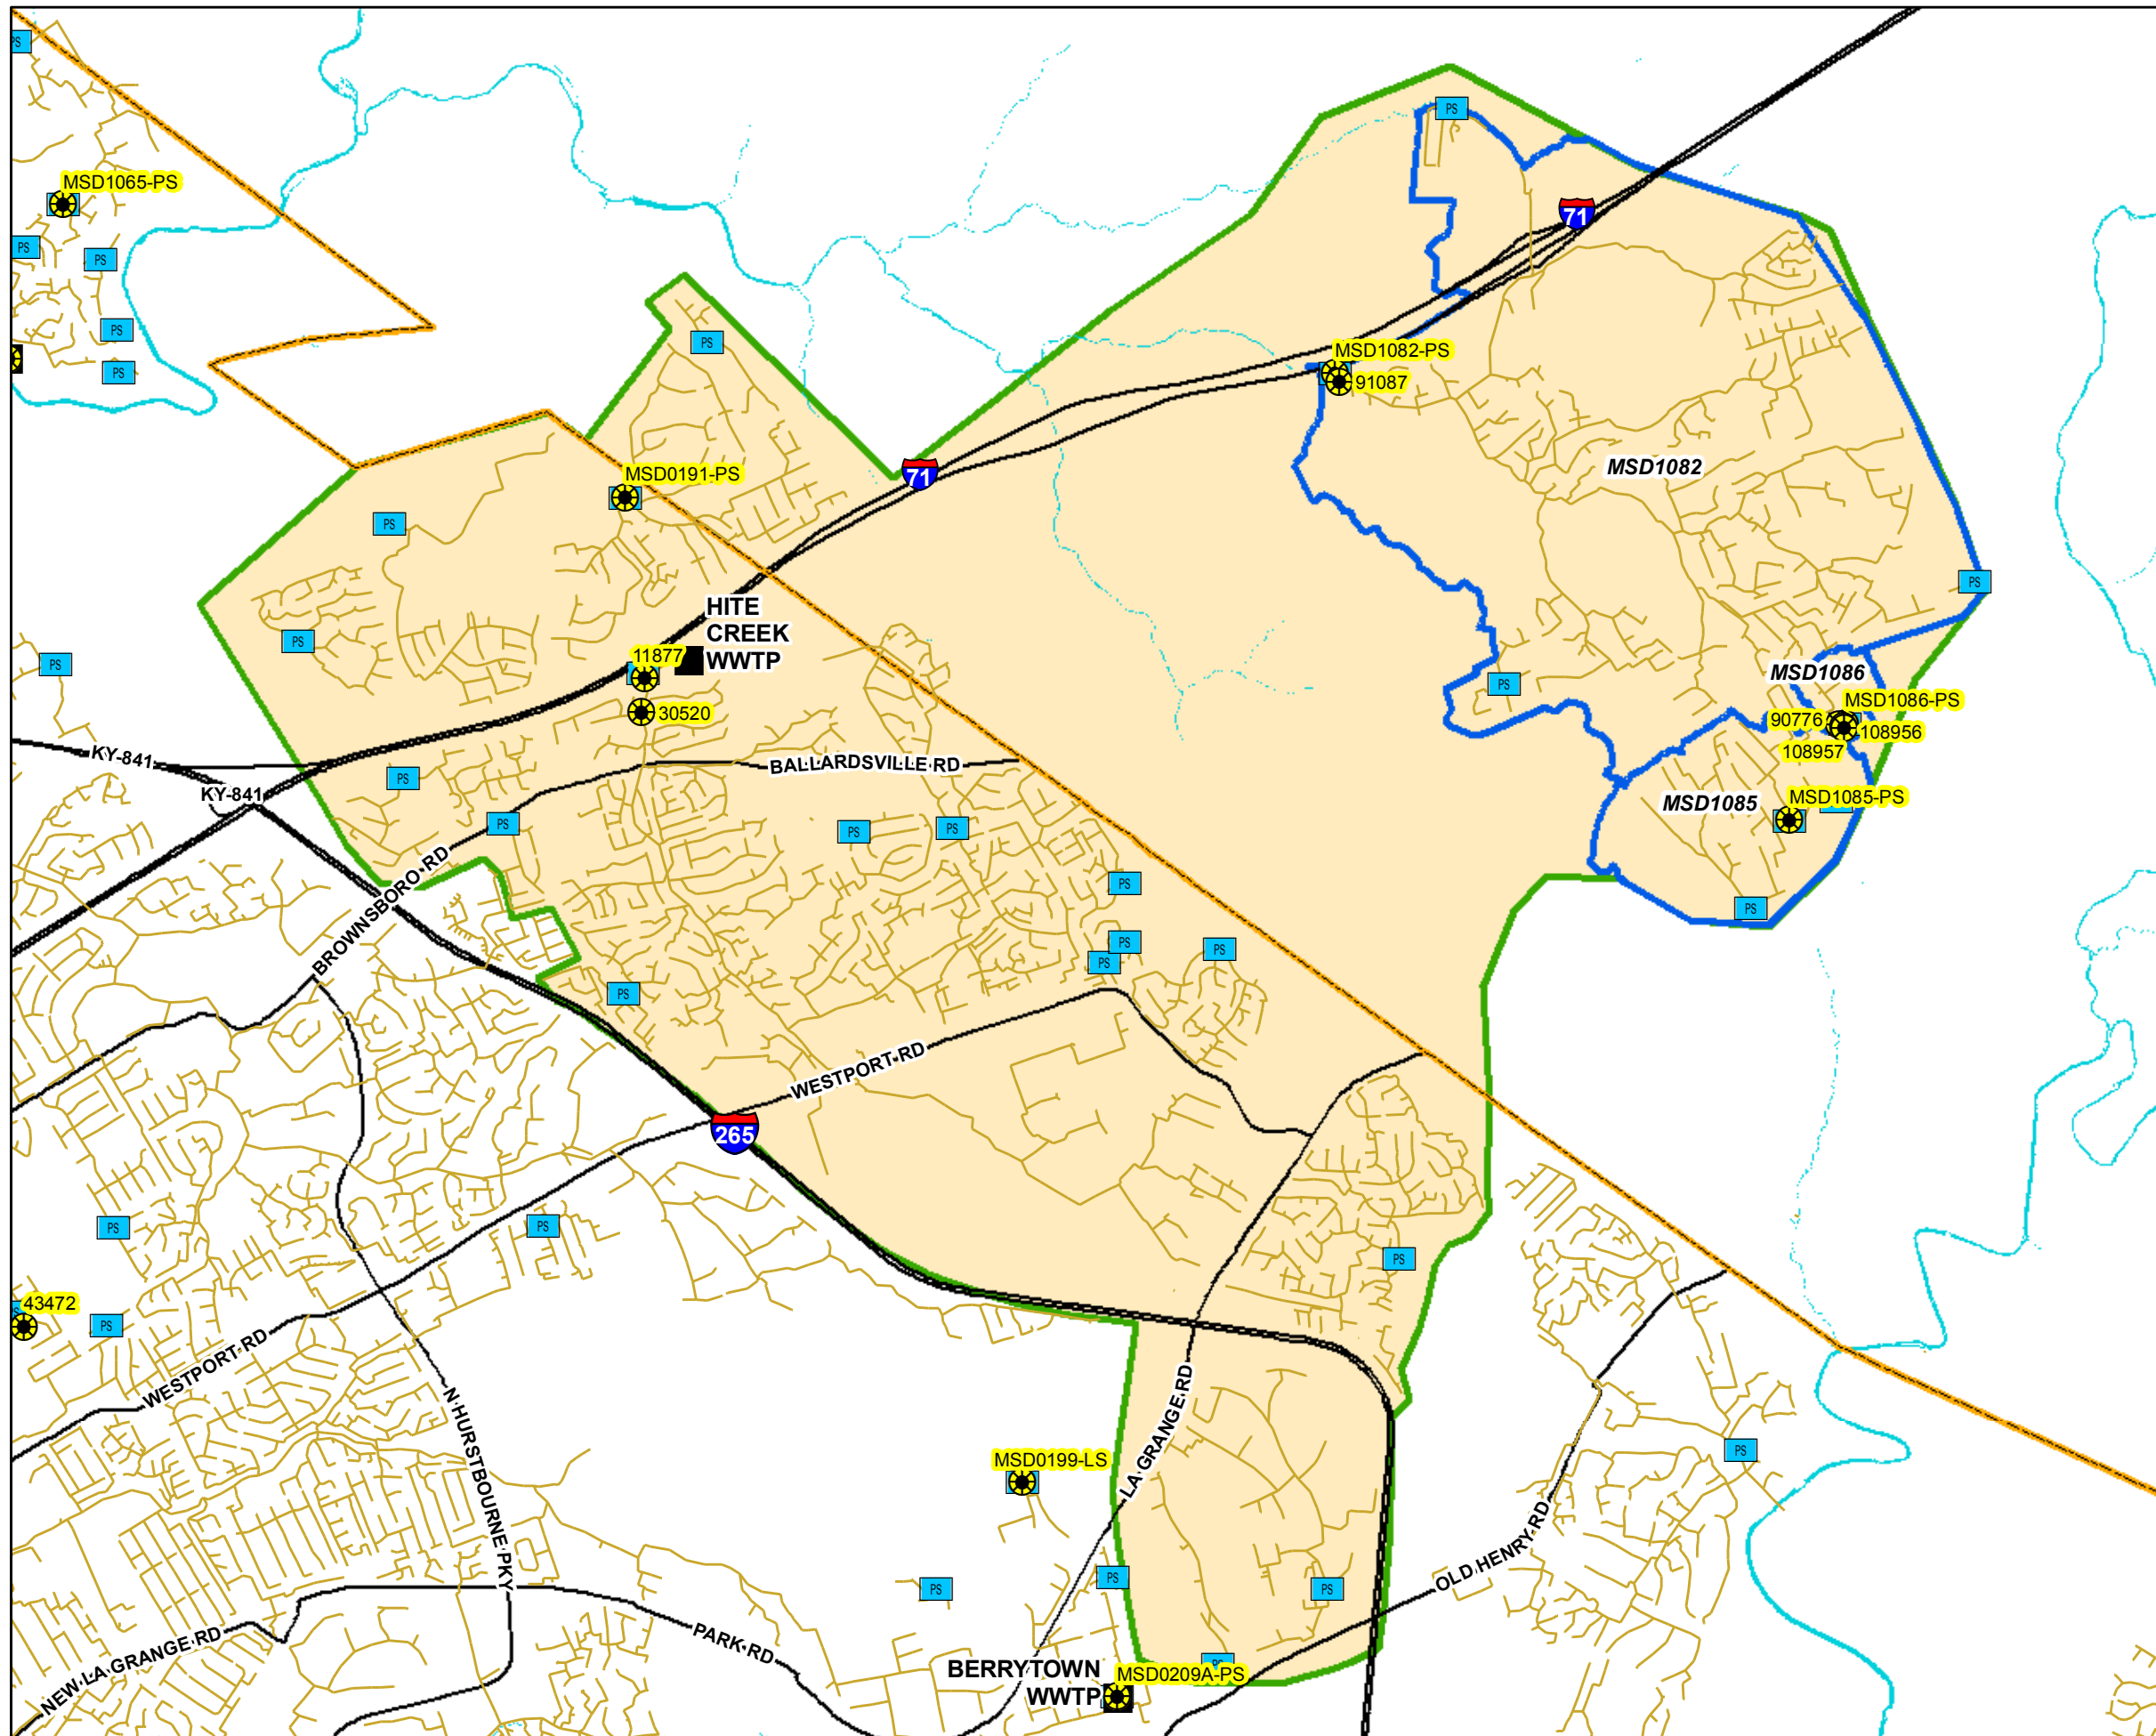 PS
PS
71
MSD1065-PS
PS
PS
PS
PS
PS
MSD1082-PS
91087
71
MSD0191-PS
MSD1082
PS
PS
HITE
CREEK
WWTP
11877
PS
PS
PS
MSD1086
MSD1086-PS
90776
108956
108957
30520
KY-841
BALLARDSVILLE RD
PS
KY-841
MSD1085
MSD1085-PS
PS
PS
PS
BROWNSBORO RD
PS
PS
PS
PS
PS
PS
WESTPORT RD
265
PS
PS
PS
43472
PS
WESTPORT RD
N HURSTBOURNE PKY
LA GRANGE RD
MSD0199-LS
PS
OLD HENRY RD
PS
PS
PS
NEW LA GRANGE RD
PARK RD
PS
BERRYTOWN
WWTP
MSD0209A-PS